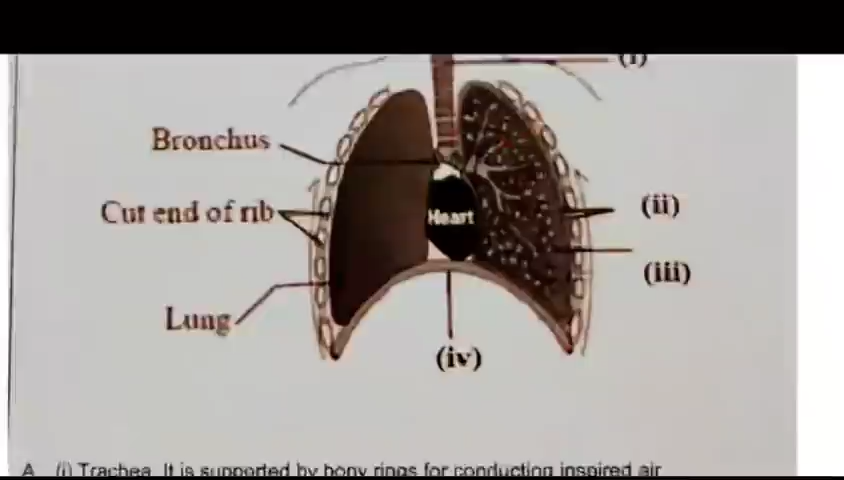 (i)
Bronchus
Cut end of rib
(ii)
Heart
(iii)
Lung
(iv)
A. (i) Trachea. It is supported by bony rings for conducting inspired air